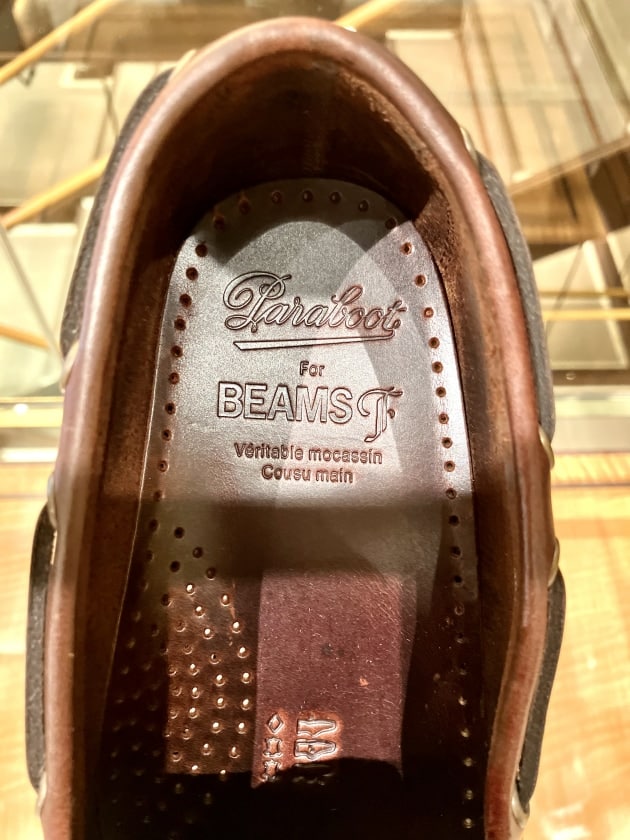 Paraboot
For
BEAMS F
Véritable mocassin
Cousu main